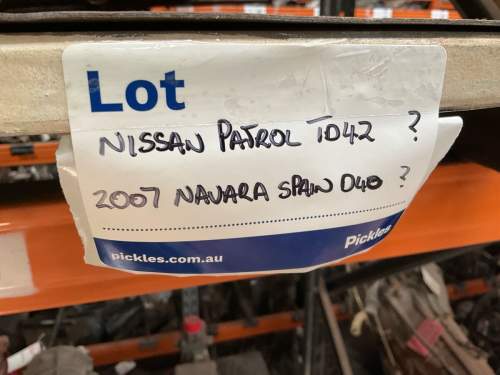 Lot
NISSAN PATROL TD42 ?
2007 NAVARA SPAIN D40 ?
Pickles
pickles.com.au